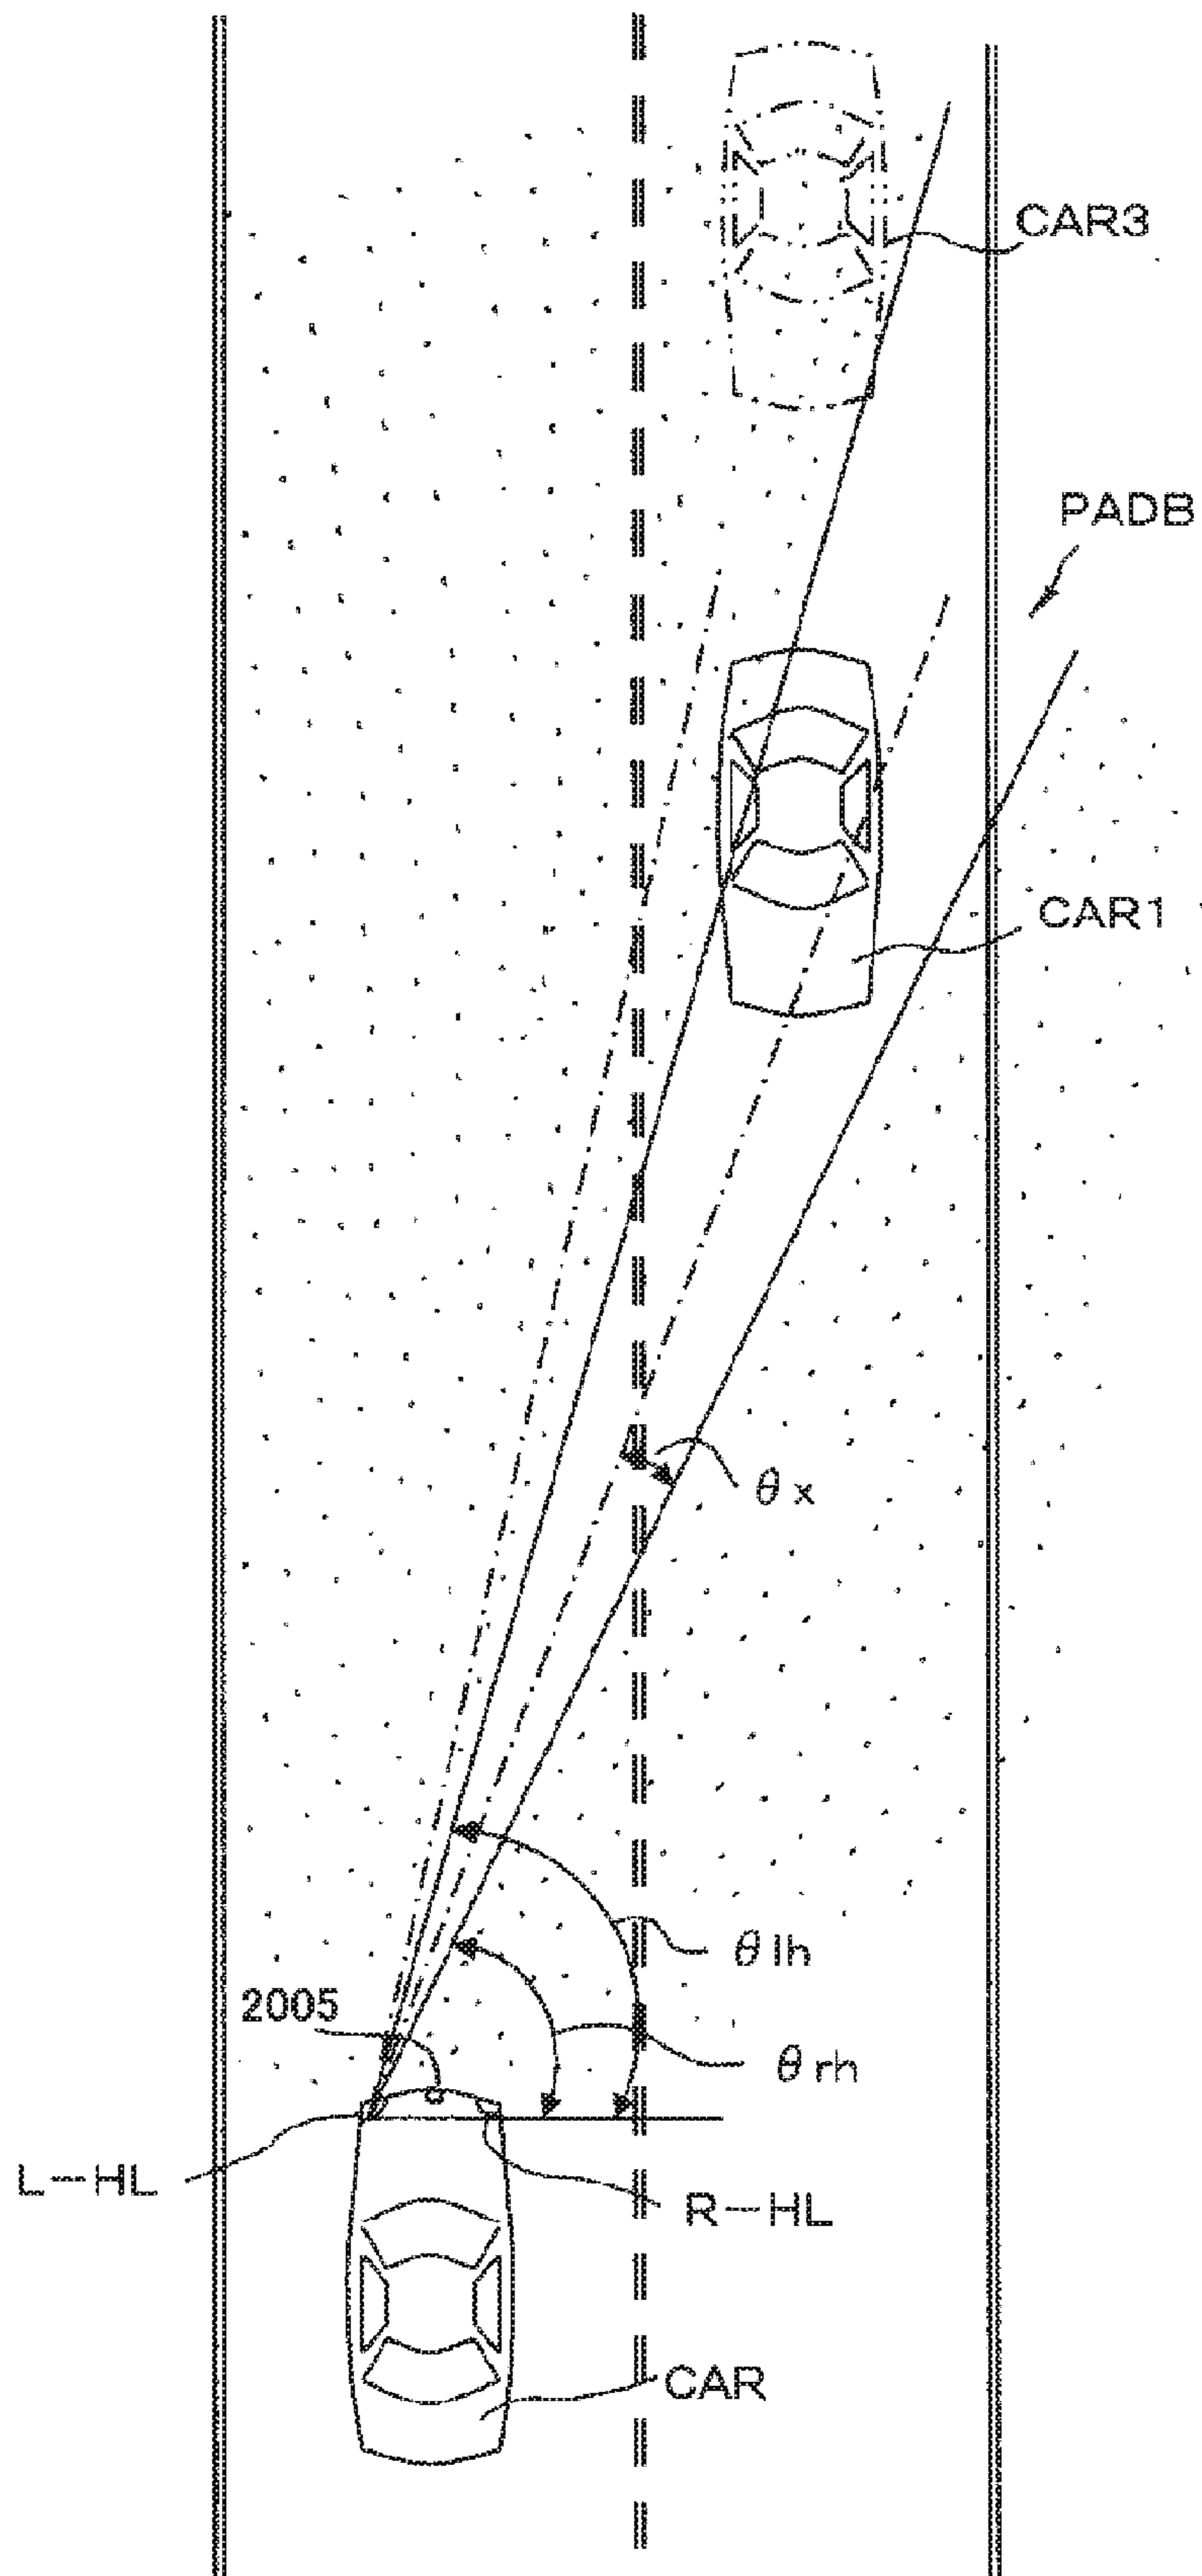 CAR3
PADB
CAR1
θx
θlh
2005
θrh
L-HL
R-HL
CAR